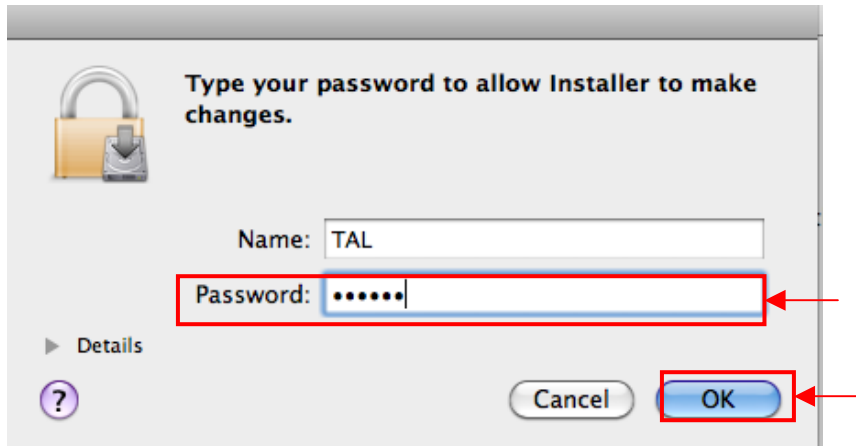 Type your password to allow Installer to make
changes.
Name: TAL
Password: ••••••
Details
?
Cancel OK